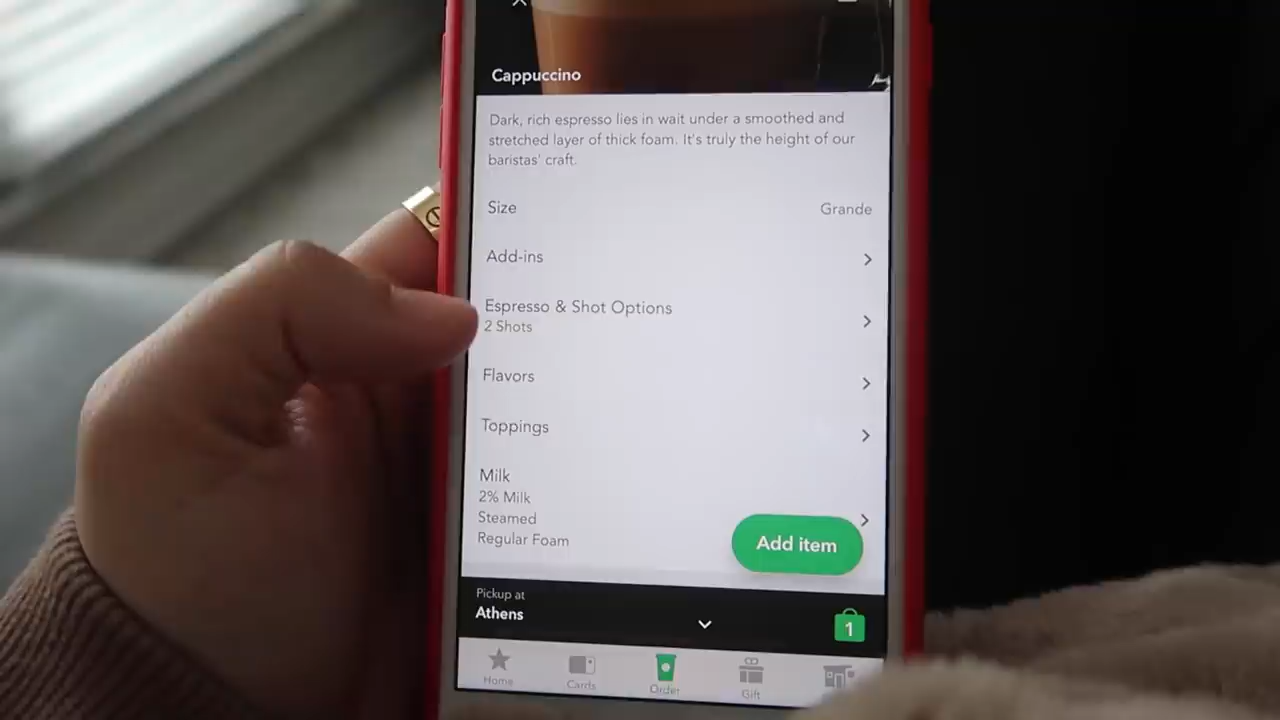 Cappuccino
Dark, rich espresso lies in wait under a smoothed and
stretched layer of thick foam. It's truly the height of our
baristas' craft.
Size
Grande
Add-ins
Espresso & Shot Options
2 Shots
Flavors
Toppings
Milk
2% Milk
Steamed
Regular Foam
Add item
Pickup at
Athens
1
Home
Cards
Order
Gift